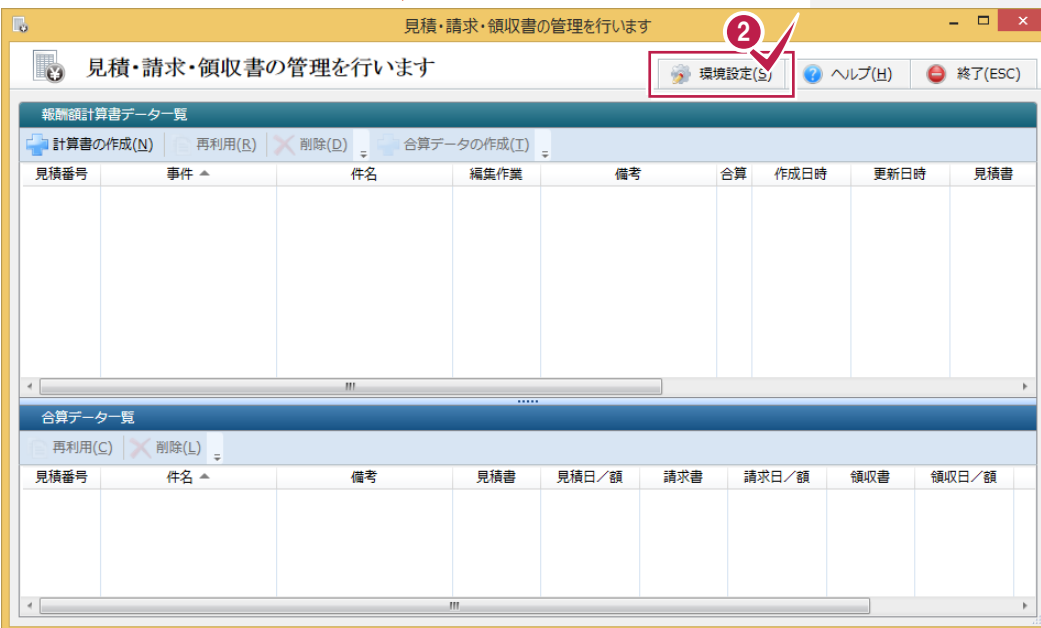 見積・請求・領収書の管理を行います
2
見積・請求・領収書の管理を行います
環境設定(S) ヘルプ(H) 終了(ESC)
報酬額計算書データ一覧
計算書の作成(N) 再利用(R) 削除(D) 合算データの作成(T)
見積番号 事件 件名 編集作業 備考 合算 作成日時 更新日時 見積書
合算データ一覧
再利用(C) 削除(L)
見積番号 件名 備考 見積書 見積日／額 請求書 請求日／額 領収書 領収日／額